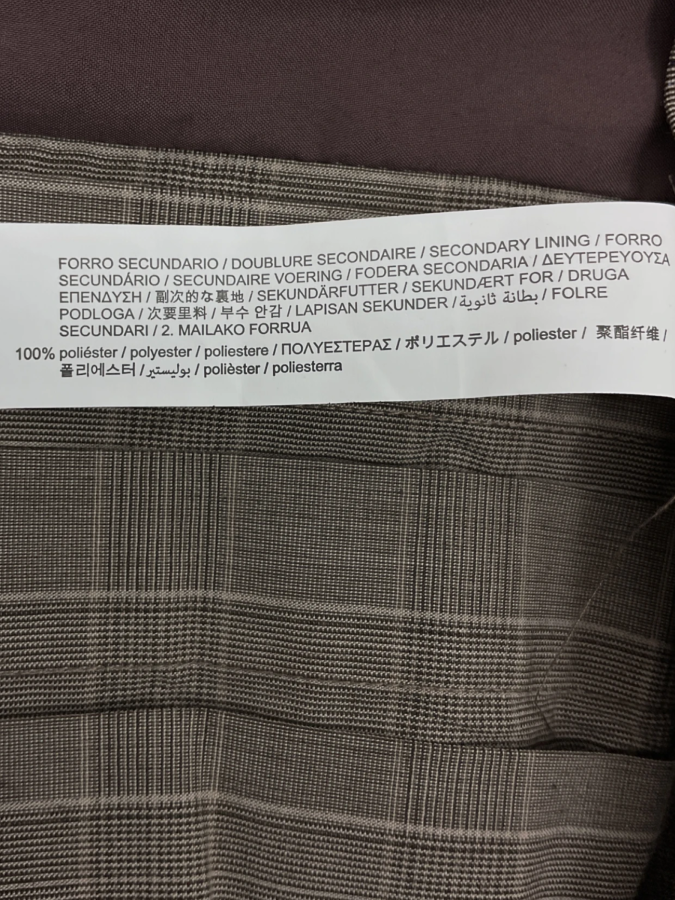 FORRO SECUNDARIO / DOUBLURE SECONDAIRE / SECONDARY LINING / FORRO
SECUNDÁRIO / SECUNDAIRE VOERING / FODERA SECONDARIA / ΔΕΥΤΕΡΕΥΟΥΣΑ
ΕΠΕΝΔΥΣΗ / 副次的な裏地 / SEKUNDÄRFUTTER / SEKUNDÆRT FOR / DRUGA
PODLOGA / 次要里料 / 부수 안감 / LAPISAN SEKUNDER / بطانة ثانوية / FOLRE
SECUNDARI / 2. MAILAKO FORRUA
100% poliéster / polyester / poliestere / ΠΟΛΥΕΣΤΕΡΑΣ / ポリエステル / poliester / 聚酯纤维 /
폴리에스터 / بوليستير / polièster / poliesterra